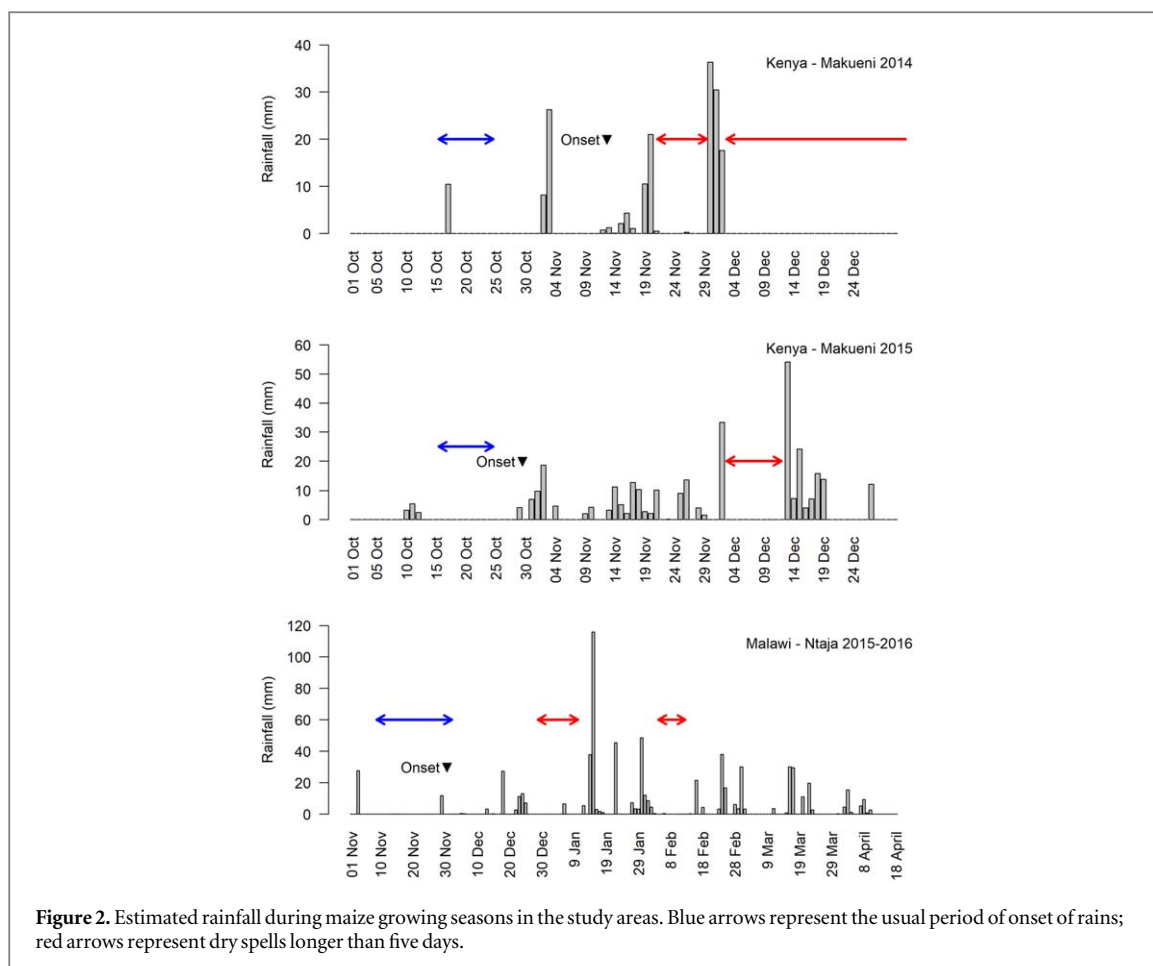 Kenya - Makueni 2014
Rainfall (mm)
40
30
20
10
0
Onset▼
01 Oct
05 Oct
10 Oct
15 Oct
20 Oct
25 Oct
30 Oct
04 Nov
09 Nov
14 Nov
19 Nov
24 Nov
29 Nov
04 Dec
09 Dec
14 Dec
19 Dec
24 Dec
Kenya - Makueni 2015
Rainfall (mm)
60
50
40
30
20
10
0
Onset▼
01 Oct
05 Oct
10 Oct
15 Oct
20 Oct
25 Oct
30 Oct
04 Nov
09 Nov
14 Nov
19 Nov
24 Nov
29 Nov
04 Dec
09 Dec
14 Dec
19 Dec
24 Dec
Malawi - Ntaja 2015-2016
Rainfall (mm)
120
100
80
60
40
20
0
Onset▼
01 Nov
10 Nov
20 Nov
30 Nov
10 Dec
20 Dec
30 Dec
9 Jan
19 Jan
29 Jan
8 Feb
18 Feb
28 Feb
9 Mar
19 Mar
29 Mar
8 April
18 April
Figure 2. Estimated rainfall during maize growing seasons in the study areas. Blue arrows represent the usual period of onset of rains;
red arrows represent dry spells longer than five days.